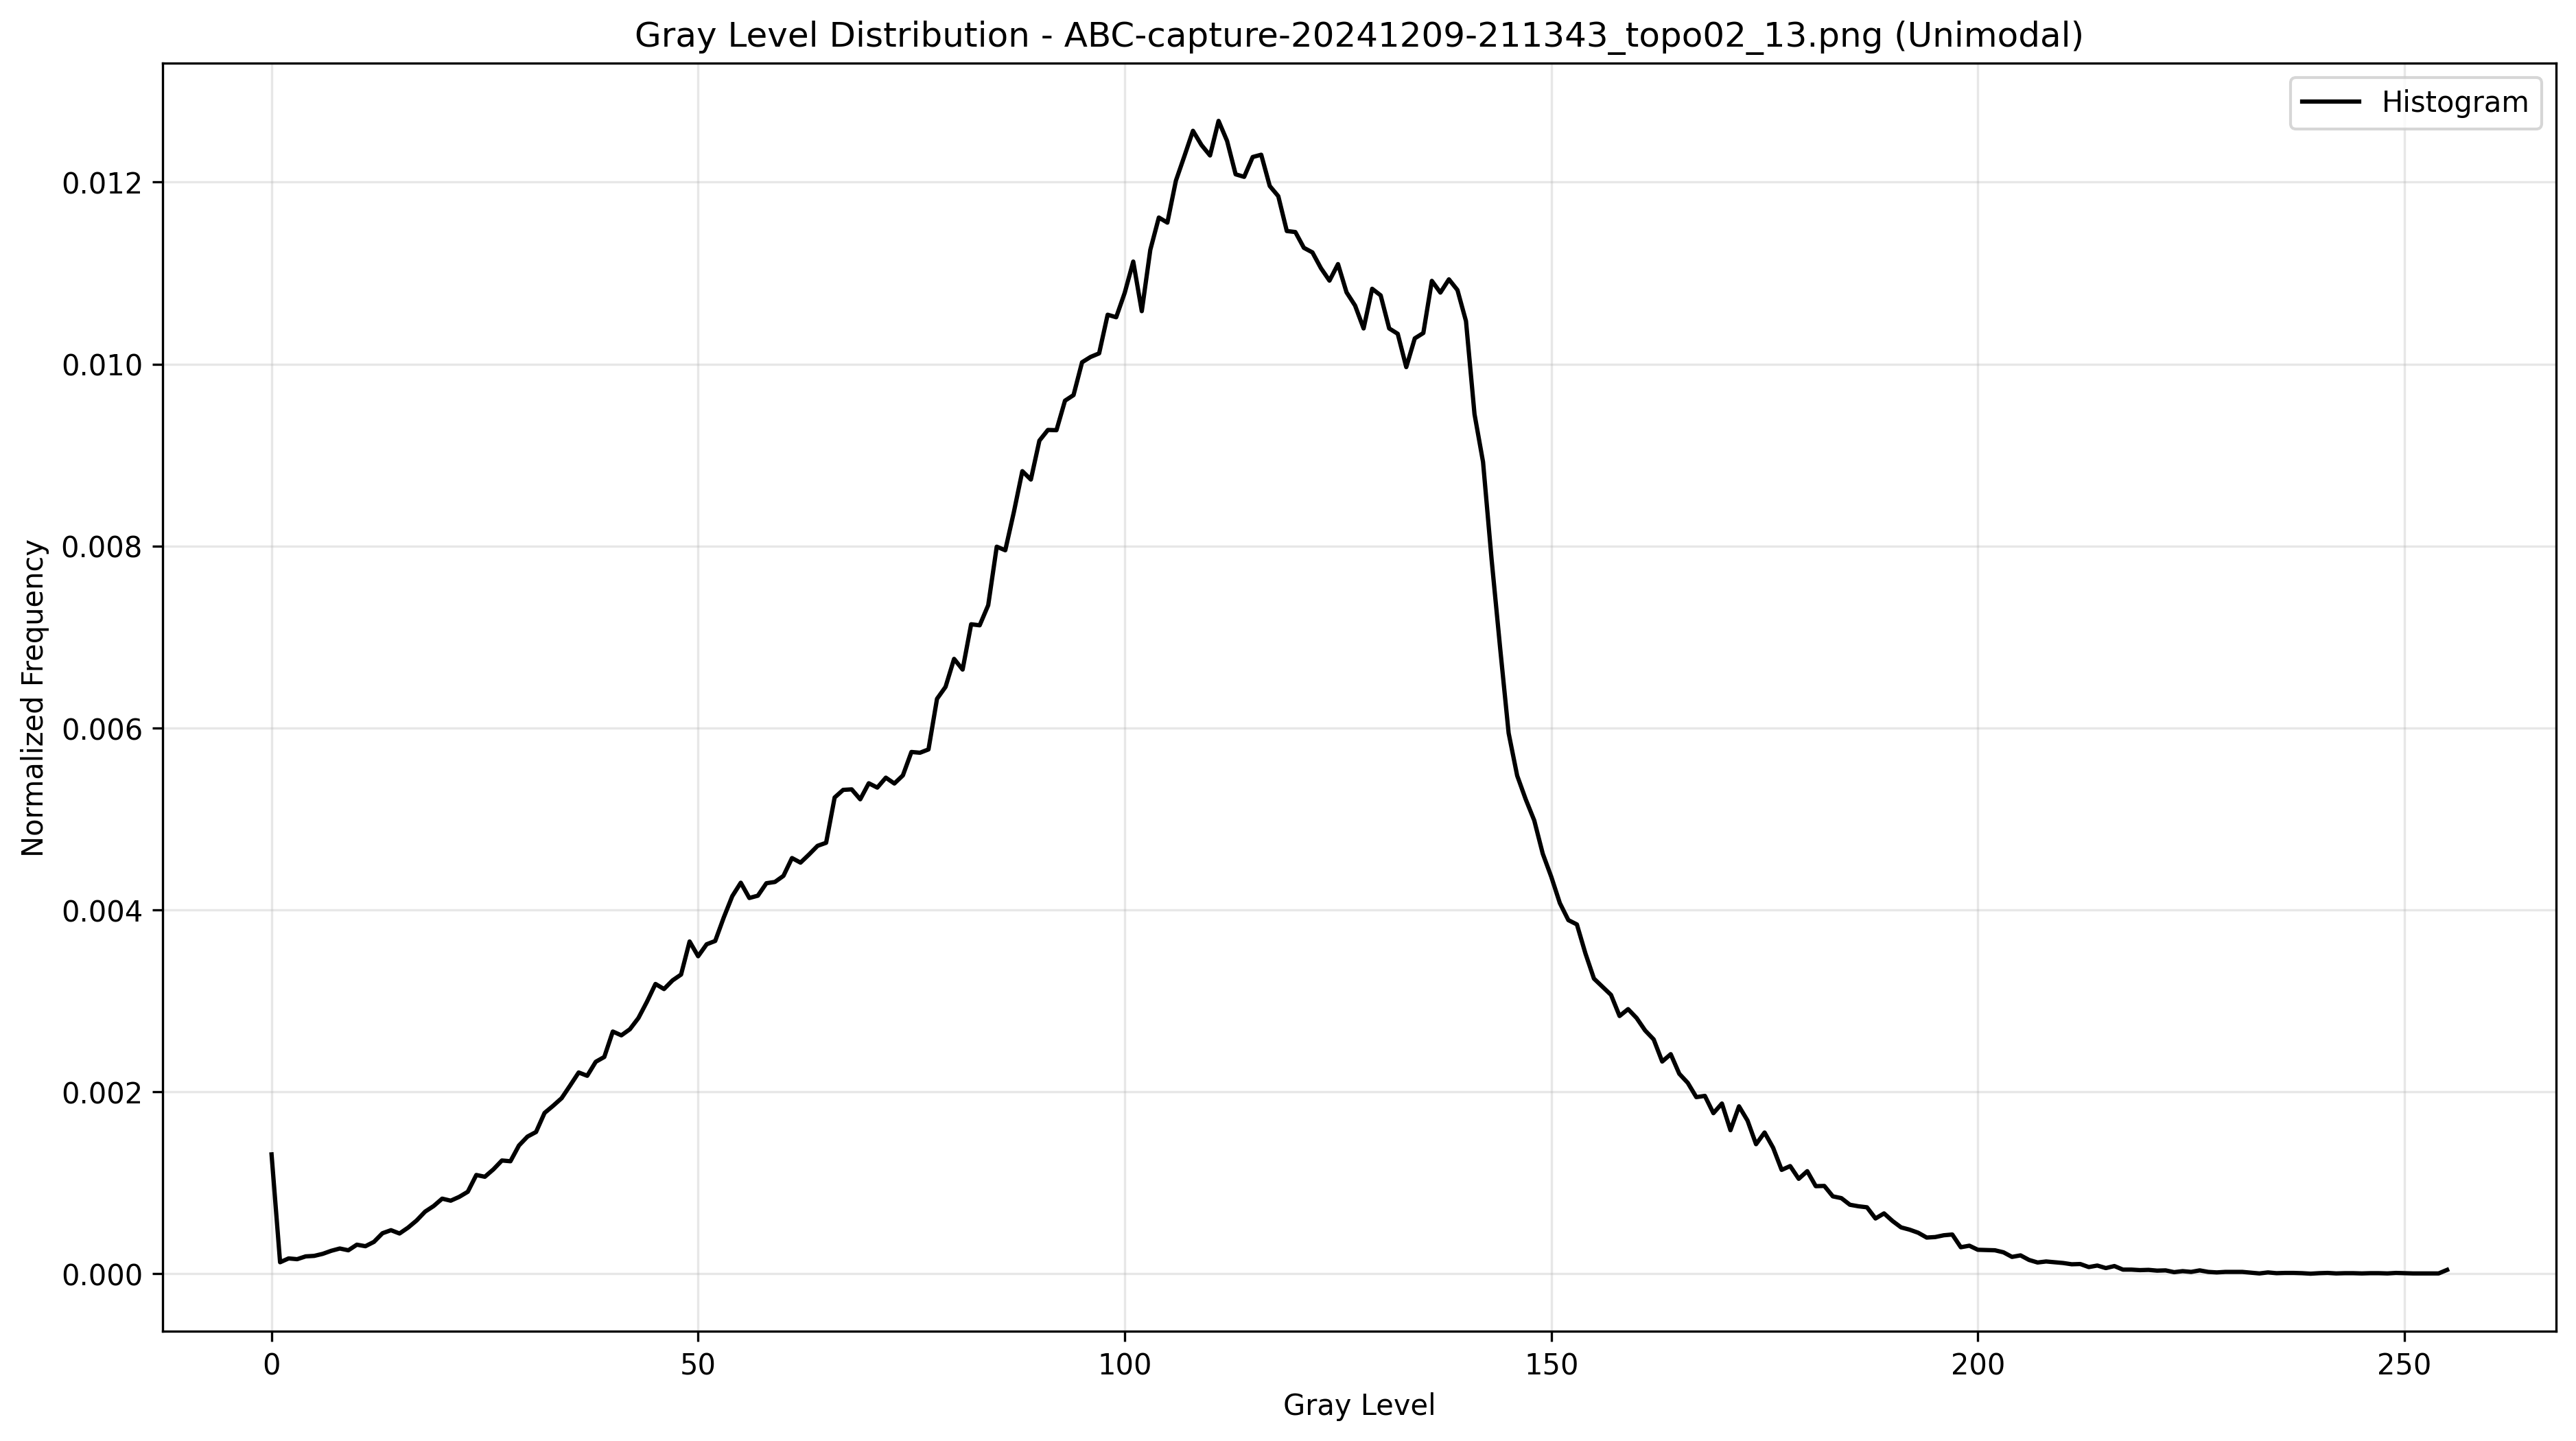 Gray Level Distribution - ABC-capture-20241209-211343_topo02_13.png (Unimodal)
Histogram
0.012
0.010
0.008
0.006
0.004
0.002
0.000
Normalized Frequency
0 50 100 150 200 250
Gray Level